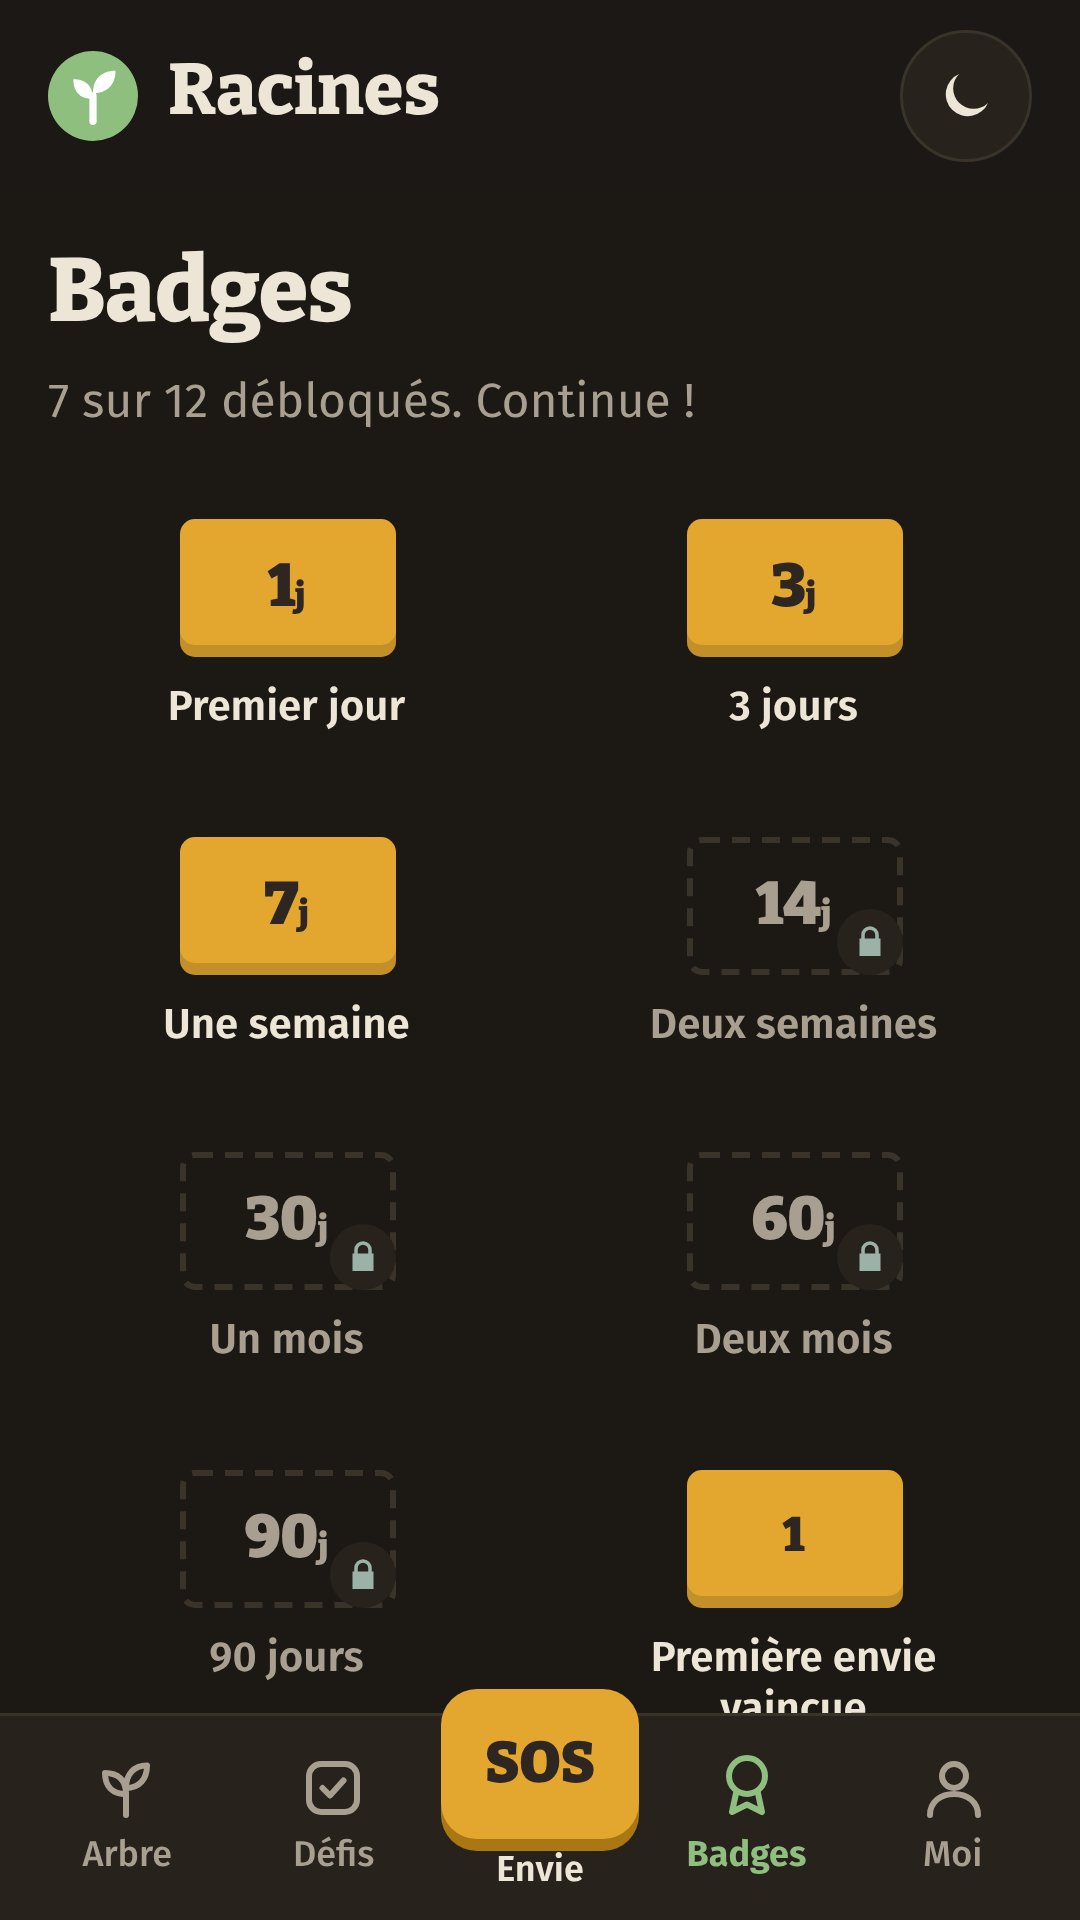 Racines
Badges
7 sur 12 débloqués. Continue !
1j
3j
Premier jour
3 jours
7j
14j
Une semaine
Deux semaines
30j
60j
Un mois
Deux mois
90j
1
90 jours
Première envie
vaincue
SOS
Arbre
Défis
Envie
Badges
Moi